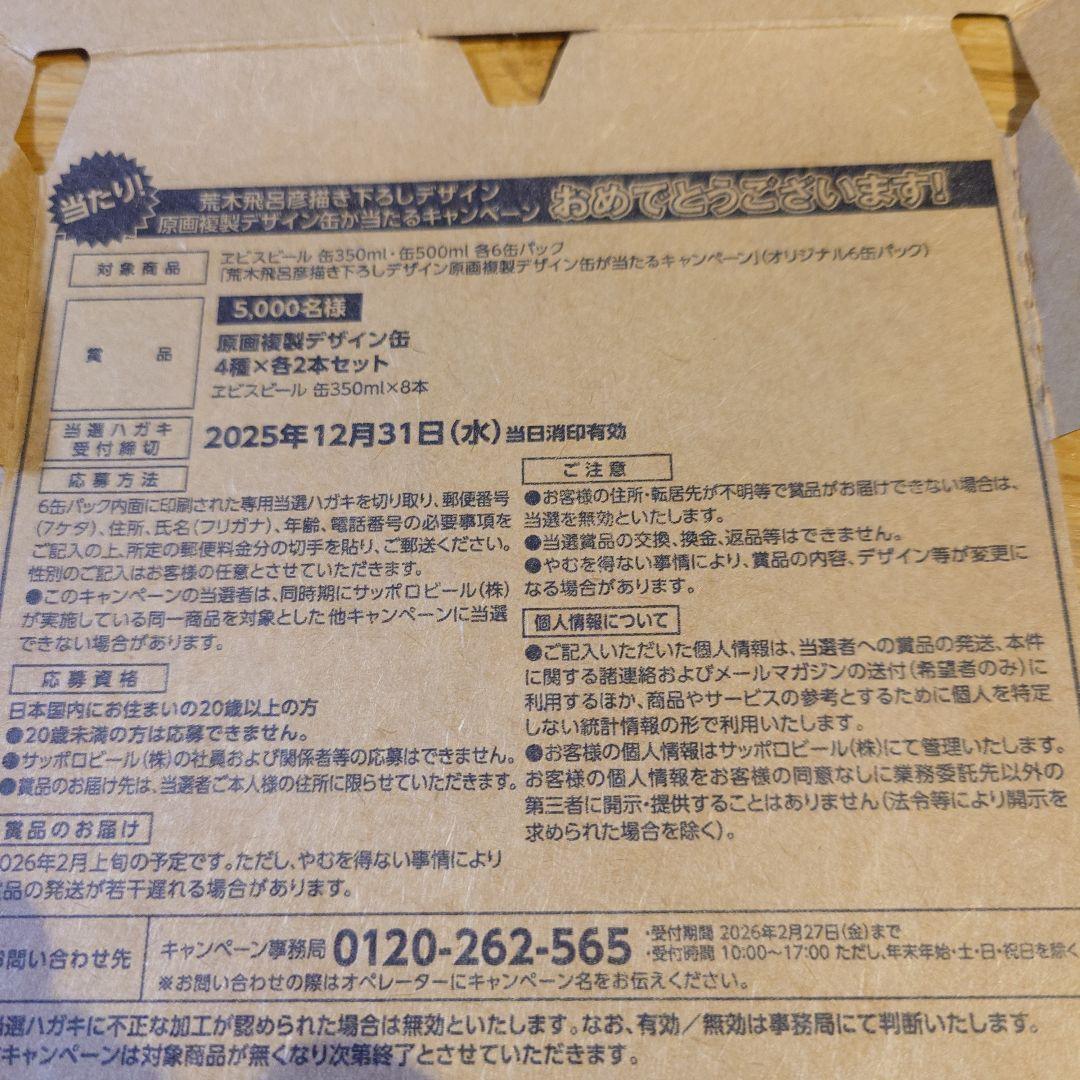 当たり!
荒木飛呂彦描き下ろしデザイン
原画複製デザイン缶が当たるキャンペーン
おめでとうございます!
対象商品
ヱビスビール 缶350ml・缶500ml 各6缶パック
「荒木飛呂彦描き下ろしデザイン原画複製デザイン缶が当たるキャンペーン」(オリジナル6缶パック)
賞品
5,000名様
原画複製デザイン缶
4種×各2本セット
ヱビスビール 缶350ml×8本
当選ハガキ
受付締切
2025年12月31日(水)当日消印有効
応募方法
6缶パック内面に印刷された専用当選ハガキを切り取り、郵便番号
(7ケタ)、住所、氏名(フリガナ)、年齢、電話番号の必要事項を
ご記入の上、所定の郵便料金分の切手を貼り、ご郵送ください。
性別のご記入はお客様の任意とさせていただきます。
●このキャンペーンの当選者は、同時期にサッポロビール(株)
が実施している同一商品を対象とした他キャンペーンに当選
できない場合があります。
応募資格
日本国内にお住まいの20歳以上の方
●20歳未満の方は応募できません。
●サッポロビール(株)の社員および関係者等の応募はできません。
●賞品のお届け先は、当選者ご本人様の住所に限らせていただきます。
賞品のお届け
026年2月上旬の予定です。ただし、やむを得ない事情により
品の発送が若干遅れる場合があります。
ご注意
●お客様の住所・転居先が不明等で賞品がお届けできない場合は、
当選を無効といたします。
●当選賞品の交換、換金、返品等はできません。
●やむを得ない事情により、賞品の内容、デザイン等が変更に
なる場合があります。
個人情報について
●ご記入いただいた個人情報は、当選者への賞品の発送、本件
に関する諸連絡およびメールマガジンの送付(希望者のみ)に
利用するほか、商品やサービスの参考とするために個人を特定
しない統計情報の形で利用いたします。
●お客様の個人情報はサッポロビール(株)にて管理いたします。
お客様の個人情報をお客様の同意なしに業務委託先以外の
第三者に開示・提供することはありません(法令等により開示を
求められた場合を除く)。
お問い合わせ先
キャンペーン事務局 0120-262-565
・受付期間 2026年2月27日(金)まで
・受付時間 10:00〜17:00 ただし、年末年始・土・日・祝日を除く
※お問い合わせの際はオペレーターにキャンペーン名をお伝えください。
当選ハガキに不正な加工が認められた場合は無効といたします。なお、有効/無効は事務局にて判断いたします。
キャンペーンは対象商品が無くなり次第終了とさせていただきます。